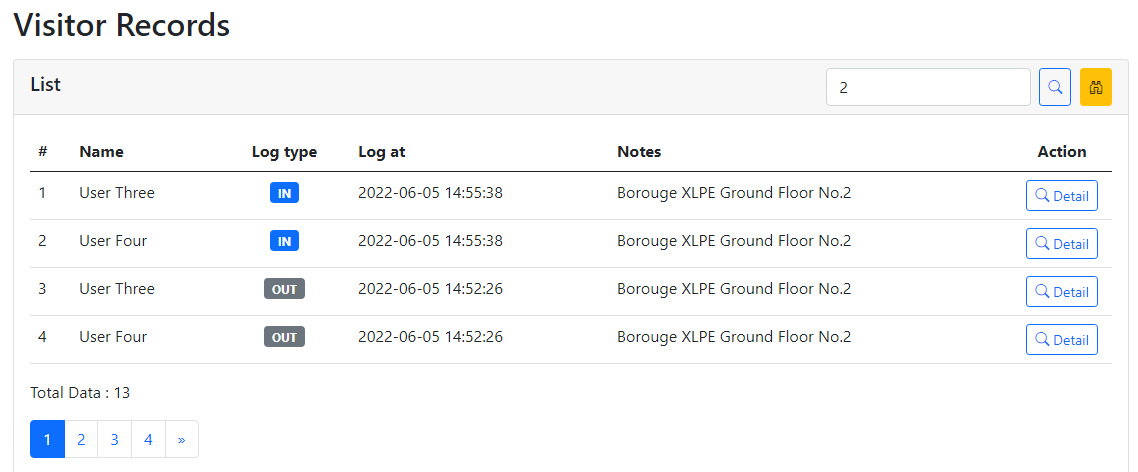 Visitor Records
List 2
# Name Log type Log at Notes Action
1 User Three IN 2022-06-05 14:55:38 Borouge XLPE Ground Floor No.2 Detail
2 User Four IN 2022-06-05 14:55:38 Borouge XLPE Ground Floor No.2 Detail
3 User Three OUT 2022-06-05 14:52:26 Borouge XLPE Ground Floor No.2 Detail
4 User Four OUT 2022-06-05 14:52:26 Borouge XLPE Ground Floor No.2 Detail
Total Data : 13
1 2 3 4 »